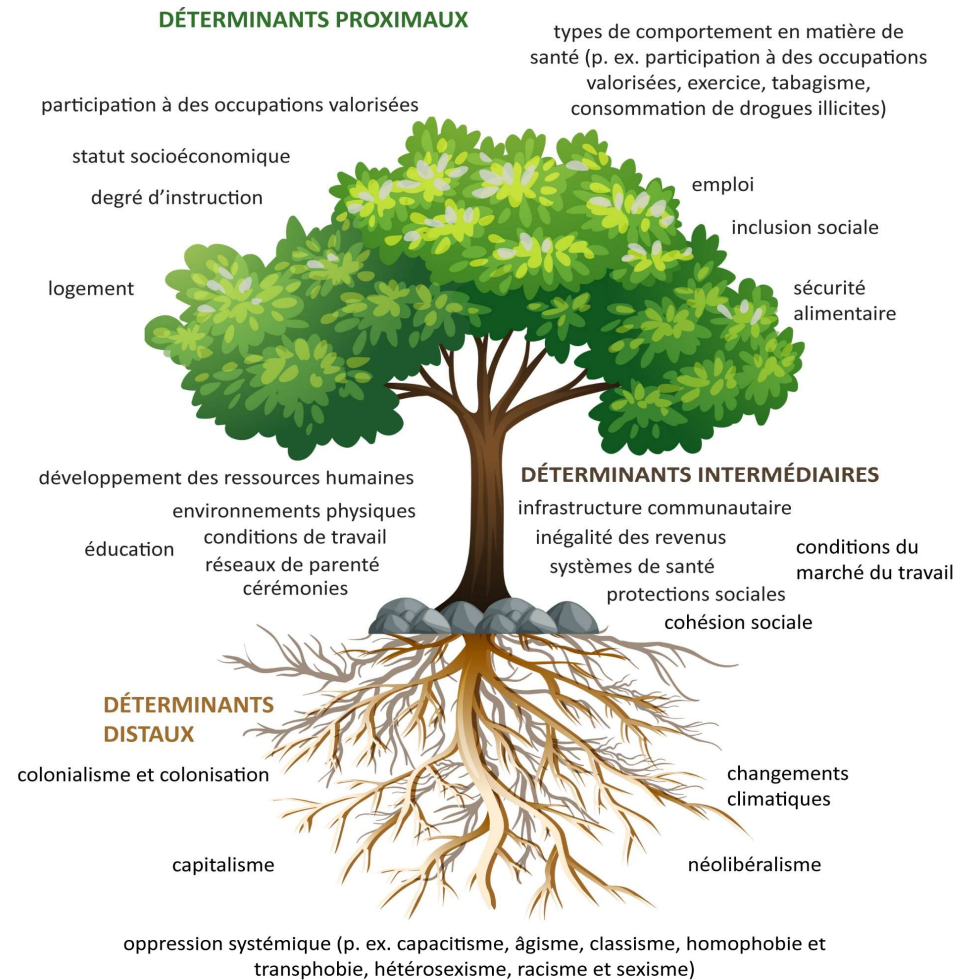 DÉTERMINANTS PROXIMAUX
types de comportement en matière de
santé (p. ex. participation à des occupations
valorisées, exercice, tabagisme,
consommation de drogues illicites)
participation à des occupations valorisées
statut socioéconomique
degré d’instruction
emploi
inclusion sociale
logement
sécurité
alimentaire
développement des ressources humaines
environnements physiques
éducation
conditions de travail
réseaux de parenté
cérémonies
DÉTERMINANTS INTERMÉDIAIRES
infrastructure communautaire
inégalité des revenus
systèmes de santé
conditions du
marché du travail
protections sociales
cohésion sociale
DÉTERMINANTS
DISTAUX
colonialisme et colonisation
changements
climatiques
capitalisme
néolibéralisme
oppression systémique (p. ex. capacitisme, âgisme, classisme, homophobie et
transphobie, hétérosexisme, racisme et sexisme)